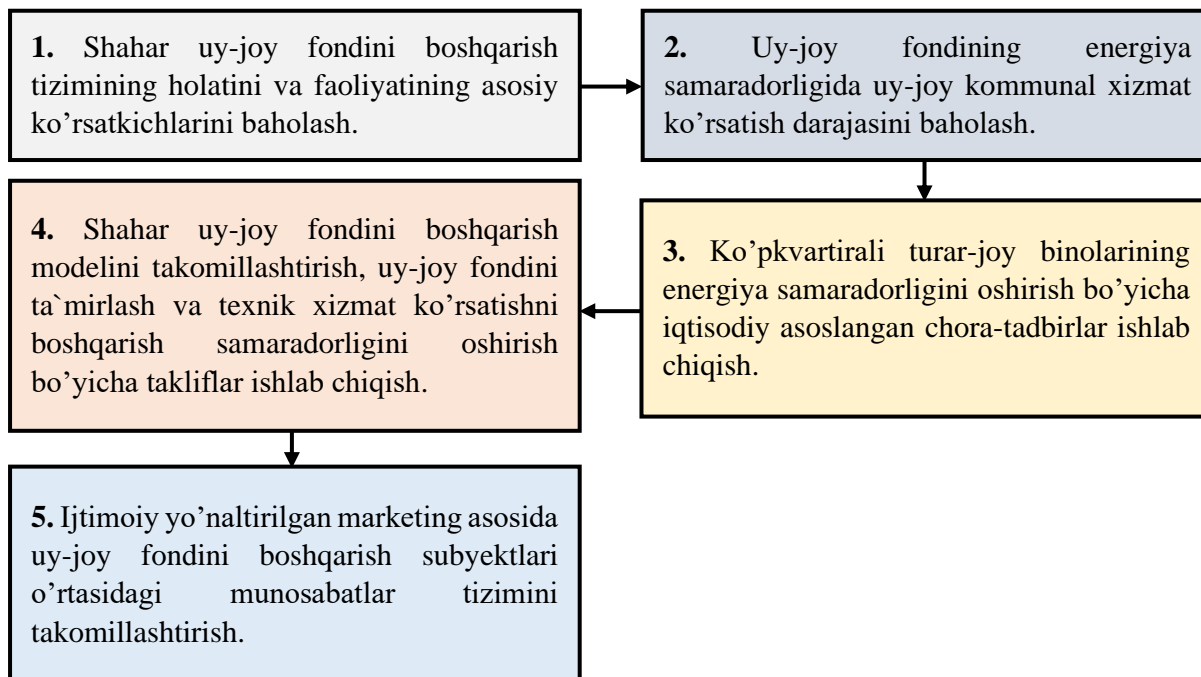 1. Shahar uy-joy fondini boshqarish
tizimining holatini va faoliyatining asosiy
ko’rsatkichlarini baholash.
2. Uy-joy fondining energiya
samaradorligida uy-joy kommunal xizmat
ko’rsatish darajasini baholash.
3. Ko’pkvartirali turar-joy binolarining
energiya samaradorligini oshirish bo’yicha
iqtisodiy asoslangan chora-tadbirlar ishlab
chiqish.
4. Shahar uy-joy fondini boshqarish
modelini takomillashtirish, uy-joy fondini
ta`mirlash va texnik xizmat ko’rsatishni
boshqarish samaradorligini oshirish
bo’yicha takliflar ishlab chiqish.
5. Ijtimoiy yo’naltirilgan marketing asosida
uy-joy fondini boshqarish subyektlari
o’rtasidagi munosabatlar tizimini
takomillashtirish.